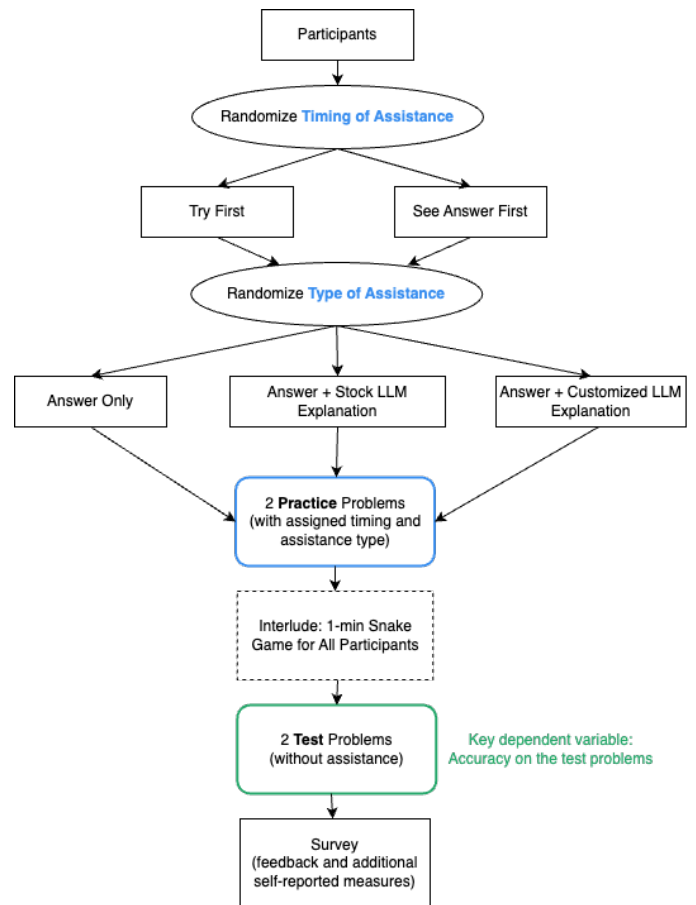 Participants
Randomize Timing of Assistance
Try First
See Answer First
Randomize Type of Assistance
Answer Only
Answer + Stock LLM
Explanation
Answer + Customized LLM
Explanation
2 Practice Problems
(with assigned timing and
assistance type)
Interlude: 1-min Snake
Game for All Participants
2 Test Problems
(without assistance)
Key dependent variable:
Accuracy on the test problems
Survey
(feedback and additional
self-reported measures)